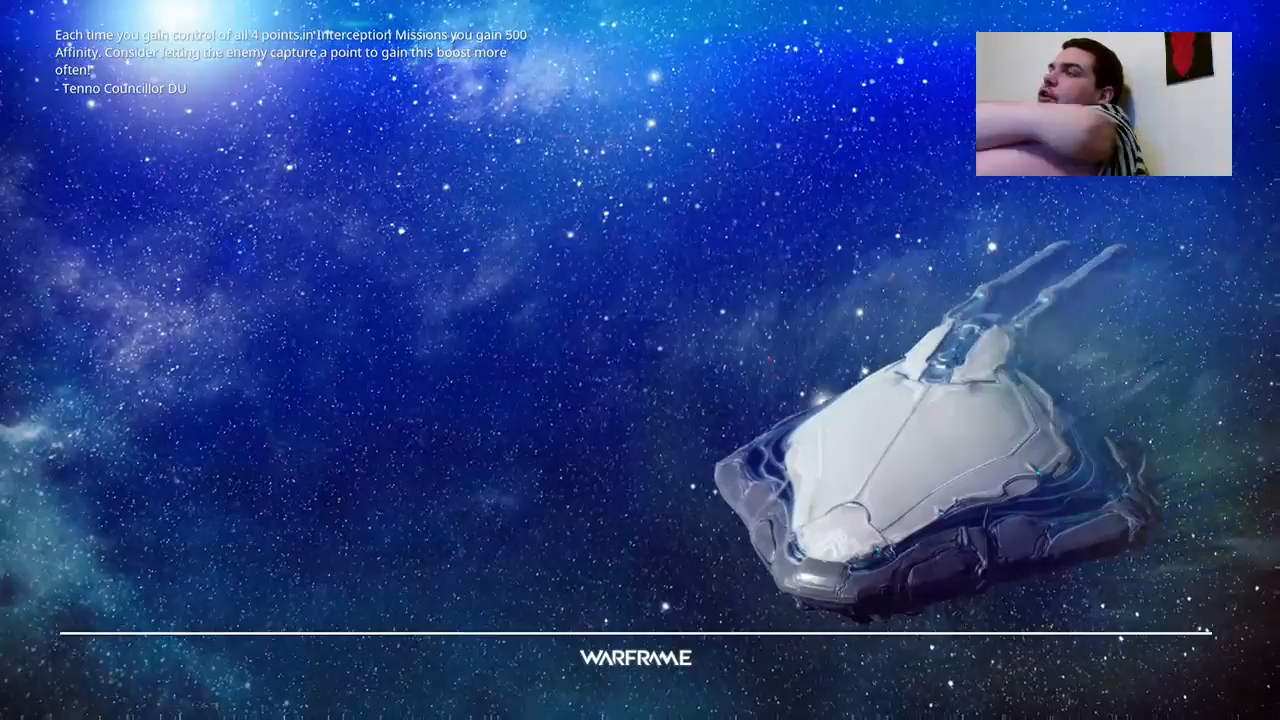 Each time you gain control of all 4 points in Interception Missions you gain 500
Affinity. Consider letting the enemy capture a point to gain this boost more
often!
- Tenno Councillor DU
WARFRAME